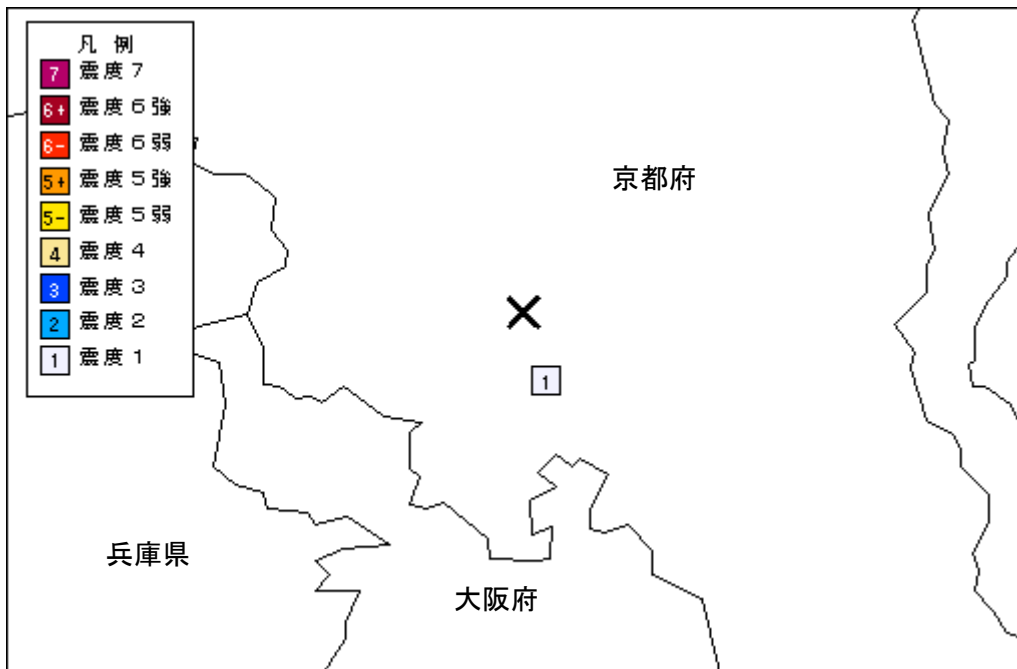 凡 例
7 震度７
6+ 震度６強
6- 震度６弱
5+ 震度５強
5- 震度５弱
4 震度４
3 震度３
2 震度２
1 震度１
京都府
1
兵庫県
大阪府